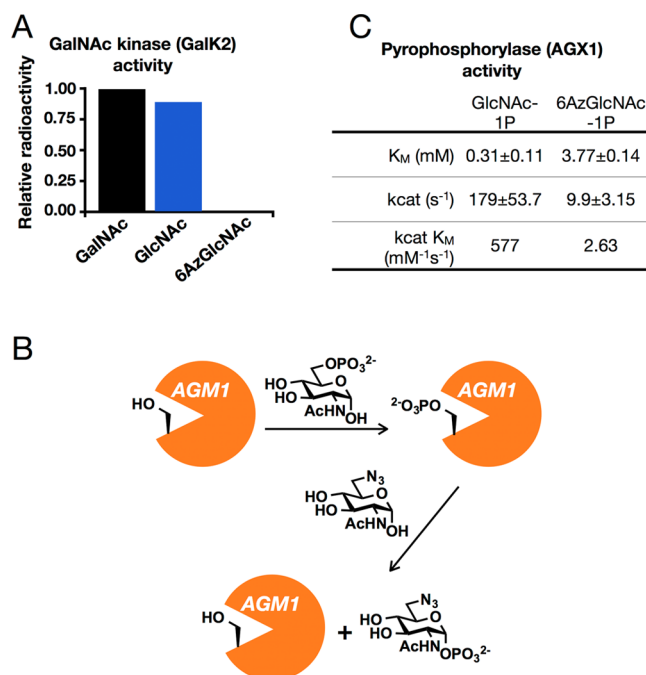 A
GalNAc kinase (GalK2)
activity
Relative radioactivity
1.00
0.75
0.50
0.25
0.00
GalNAc
GlcNAc
6AzGlcNAc
C
Pyrophosphorylase (AGX1)
activity
GlcNAc-
1P
6AzGlcNAc
-1P
KM (mM) 0.31±0.11 3.77±0.14
kcat (s⁻¹) 179±53.7 9.9±3.15
kcat KM
(mM⁻¹s⁻¹) 577 2.63
B
AGM1
HO
OPO₃²⁻
HO
HO
O
AcHN
OH
AGM1
²⁻O₃PO
N₃
HO
HO
O
AcHN
OH
AGM1
HO
+
N₃
HO
HO
O
AcHN
OPO₃²⁻